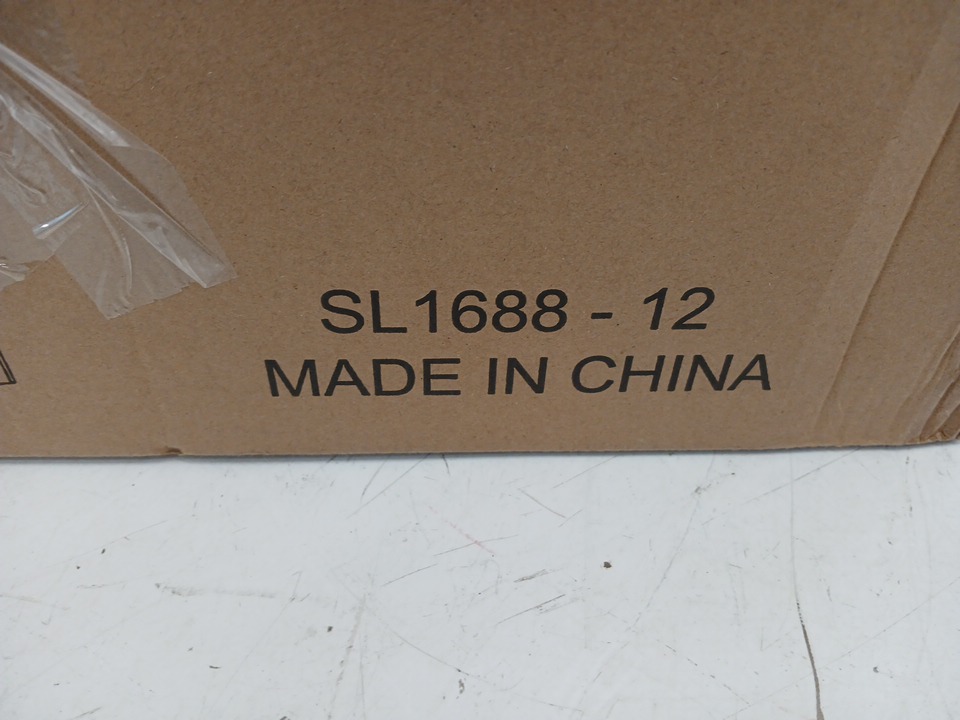 SL1688 - 12
MADE IN CHINA